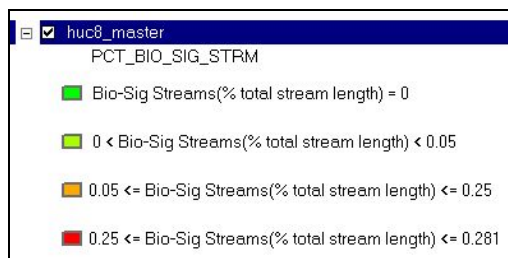 huc8_master
PCT_BIO_SIG_STRM
Bio-Sig Streams(% total stream length) = 0
0 < Bio-Sig Streams(% total stream length) < 0.05
0.05 <= Bio-Sig Streams(% total stream length) <= 0.25
0.25 <= Bio-Sig Streams(% total stream length) <= 0.281